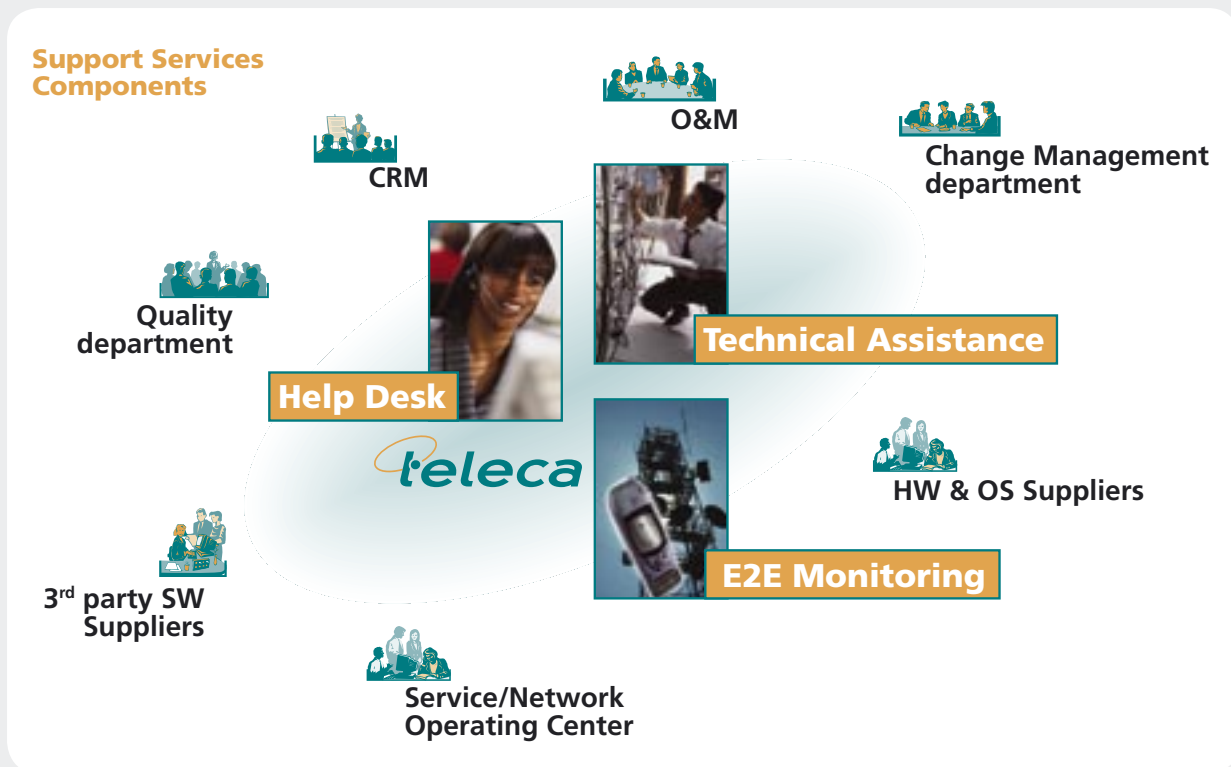 Support Services
Components
O&M
CRM
Change Management
department
Quality
department
Technical Assistance
Help Desk
teleca
HW & OS Suppliers
E2E Monitoring
3rd party SW
Suppliers
Service/Network
Operating Center